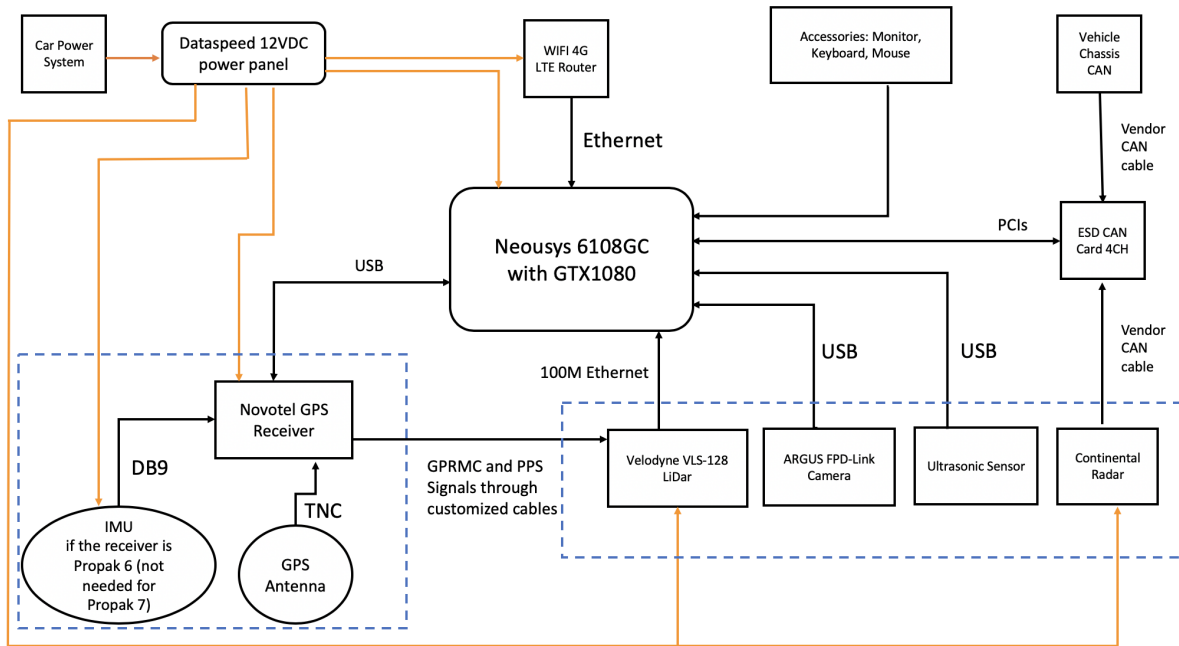 Car Power
System
Dataspeed 12VDC
power panel
WIFI 4G
LTE Router
Accessories: Monitor,
Keyboard, Mouse
Vehicle
Chassis
CAN
Ethernet
Vendor
CAN
cable
Neousys 6108GC
with GTX1080
PCIs
ESD CAN
Card 4CH
USB
USB
USB
Vendor
CAN
cable
100M Ethernet
Novotel GPS
Receiver
DB9
TNC
GPRMC and PPS
Signals through
customized cables
Velodyne VLS-128
LiDar
ARGUS FPD-Link
Camera
Ultrasonic Sensor
Continental
Radar
IMU
if the receiver is
Propak 6 (not
needed for
Propak 7)
GPS
Antenna